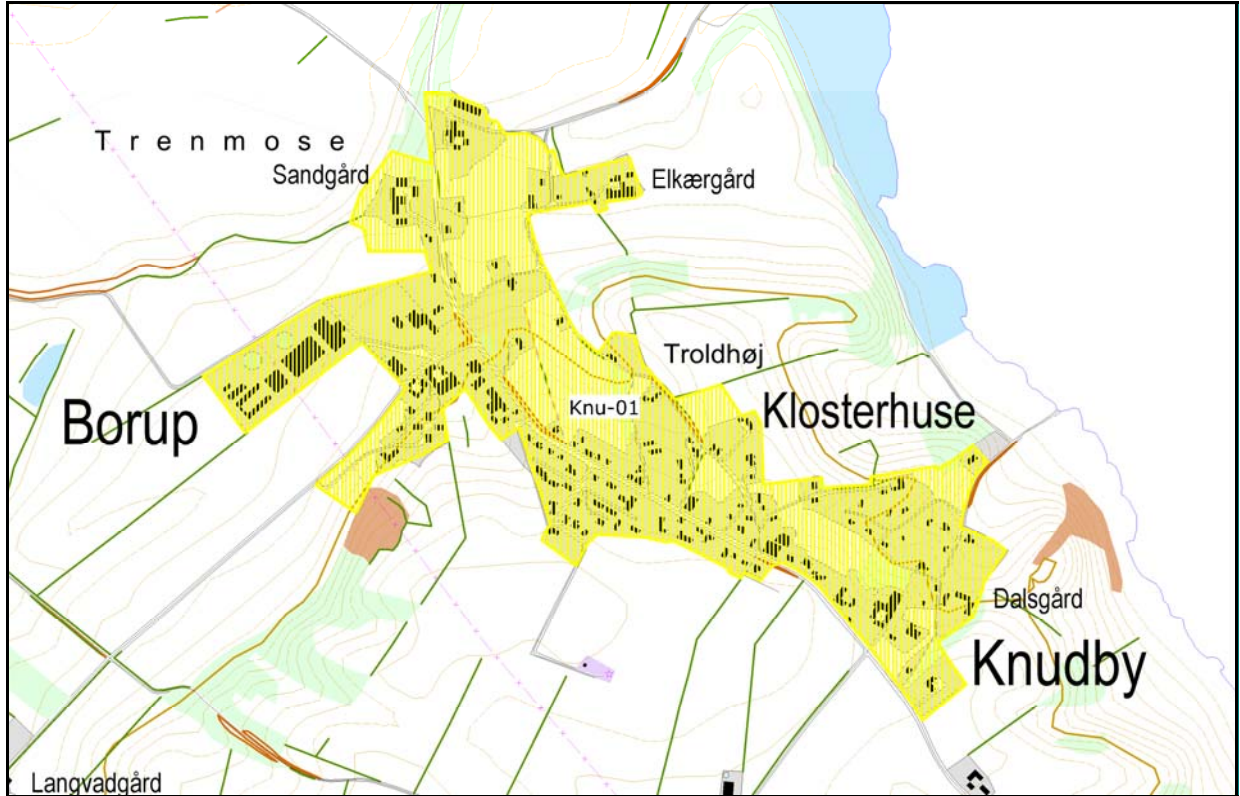 Trenmose
Sandgård
Elkærgård
Troldhøj
Knu-01
Klosterhuse
Borup
Dalsgård
Knudby
Langvadgård